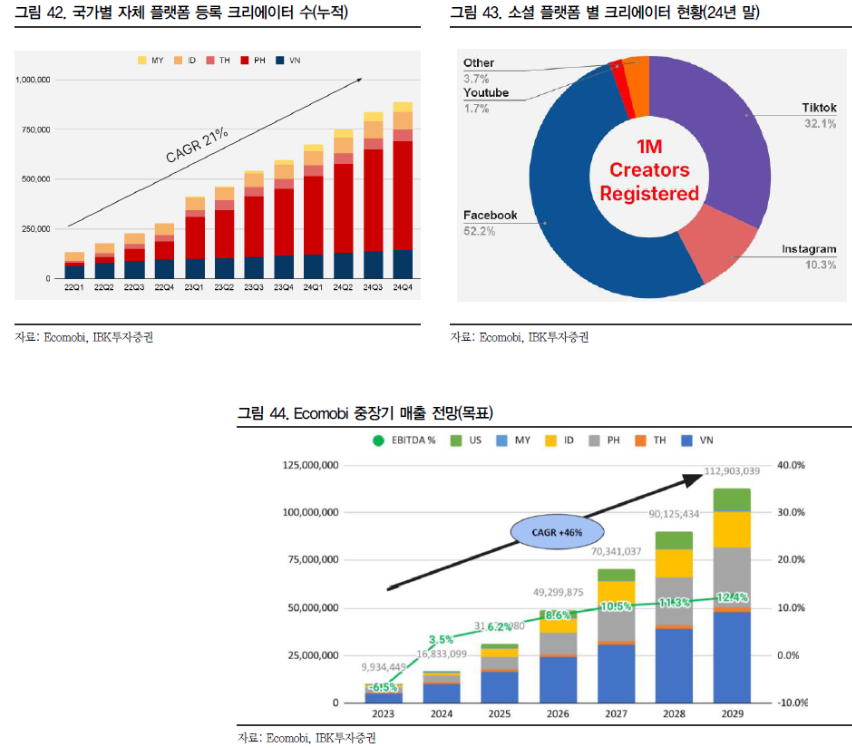 그림 42. 국가별 자체 플랫폼 등록 크리에이터 수(누적)
MY ID TH PH VN
1,000,000
750,000
500,000
250,000
0
CAGR 21%
22Q1 22Q2 22Q3 22Q4 23Q1 23Q2 23Q3 23Q4 24Q1 24Q2 24Q3 24Q4
자료: Ecomobi, IBK투자증권
그림 43. 소셜 플랫폼 별 크리에이터 현황(24년 말)
Other
3.7%
Youtube
1.7%
Tiktok
32.1%
1M
Creators
Registered
Facebook
52.2%
Instagram
10.3%
자료: Ecomobi, IBK투자증권
그림 44. Ecomobi 중장기 매출 전망(목표)
EBITDA % US MY ID PH TH VN
125,000,000
100,000,000
75,000,000
50,000,000
25,000,000
0
40.0%
30.0%
20.0%
10.0%
0.0%
-10.0%
CAGR +46%
9,934,449
16,833,099
49,299,875
70,341,037
90,125,434
112,903,039
-6.5%
3.5%
6.2%
8.6%
10.5%
11.3%
12.4%
2023 2024 2025 2026 2027 2028 2029
자료: Ecomobi, IBK투자증권